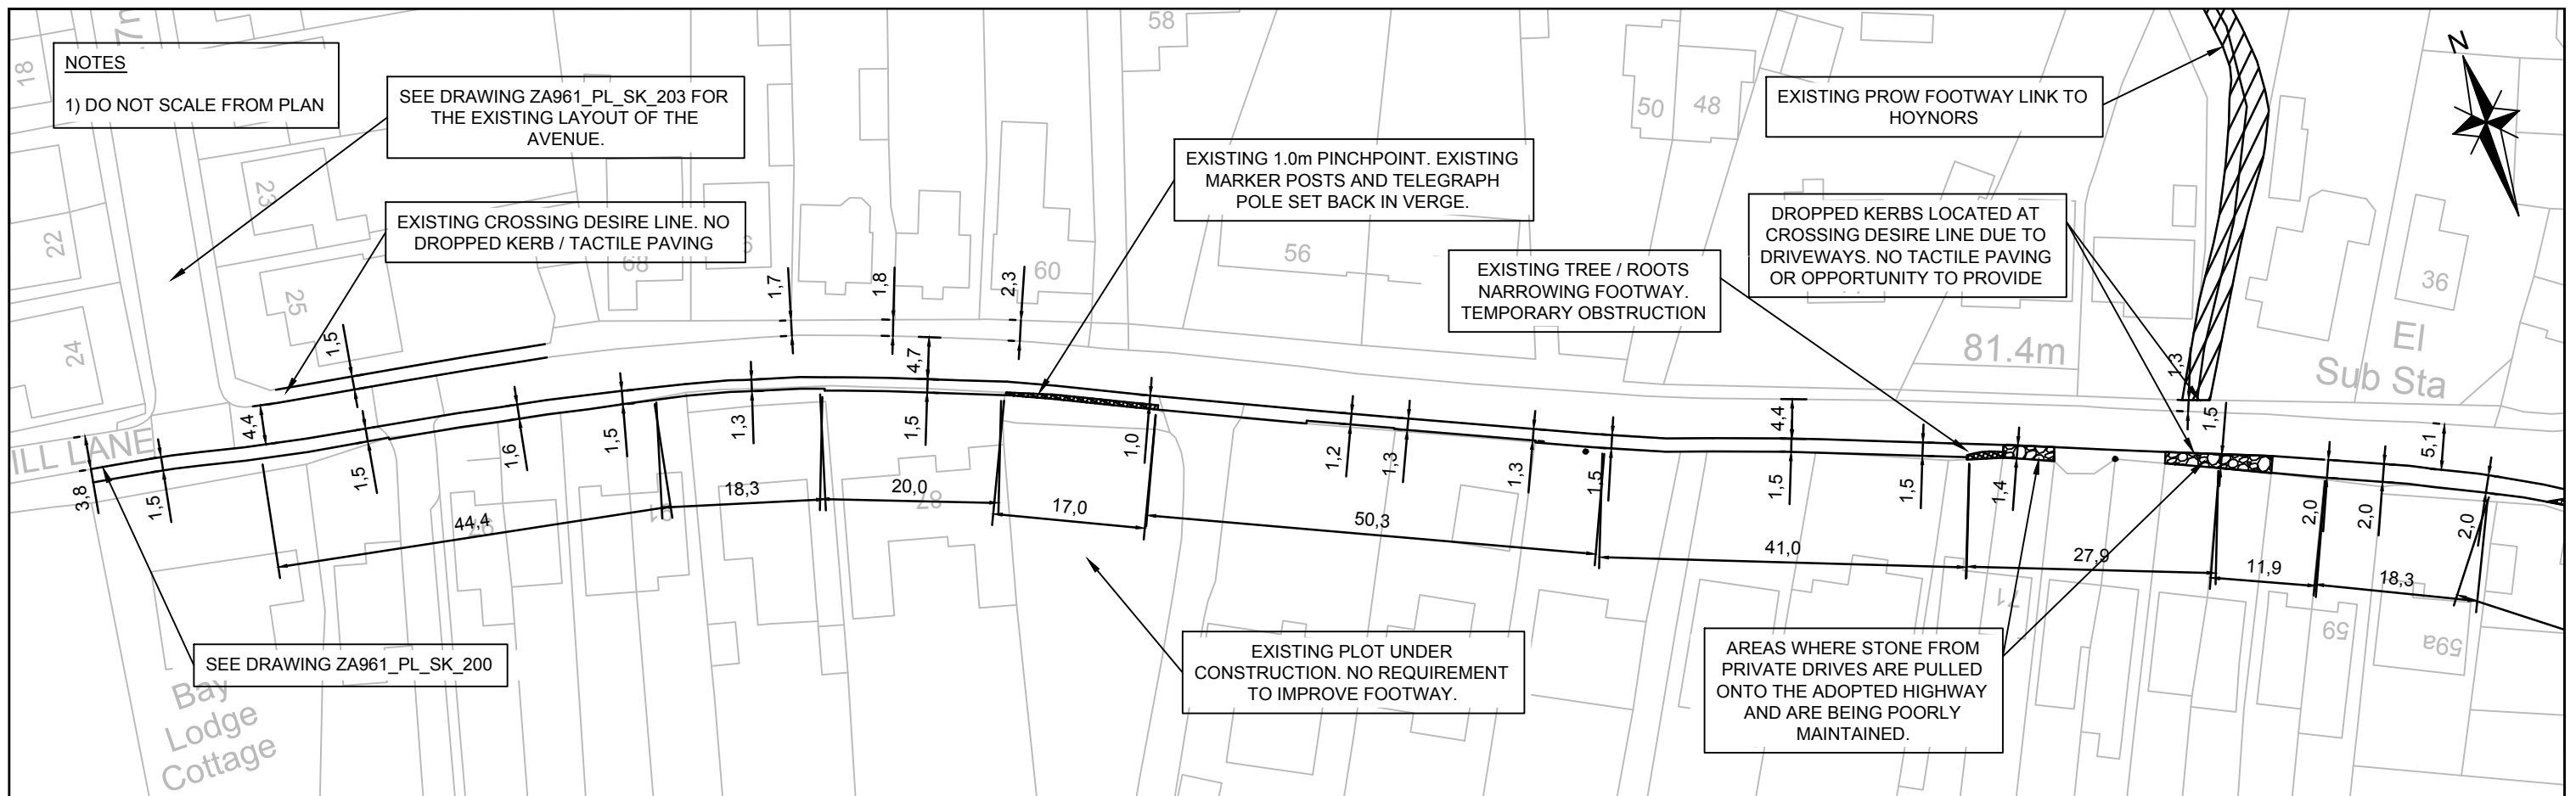 NOTES
1) DO NOT SCALE FROM PLAN
SEE DRAWING ZA961_PL_SK_203 FOR
THE EXISTING LAYOUT OF THE
AVENUE.
EXISTING CROSSING DESIRE LINE. NO
DROPPED KERB / TACTILE PAVING
EXISTING 1.0m PINCHPOINT. EXISTING
MARKER POSTS AND TELEGRAPH
POLE SET BACK IN VERGE.
EXISTING TREE / ROOTS
NARROWING FOOTWAY.
TEMPORARY OBSTRUCTION
EXISTING PROW FOOTWAY LINK TO
HOYNORS
DROPPED KERBS LOCATED AT
CROSSING DESIRE LINE DUE TO
DRIVEWAYS. NO TACTILE PAVING
OR OPPORTUNITY TO PROVIDE
N
18
7m
22
24
23
25
58
50
48
56
60
68
36
81.4m
El
Sub Sta
1,7
1,8
2,3
1,5
4,7
4,4
1,3
1,5
5,1
4,4
ILL LANE
3,8
1,5
1,5
1,6
1,5
1,3
1,5
1,0
1,2
1,3
1,3
1,5
1,5
1,5
1,4
2,0
2,0
2,0
44,4
18,3
20,0
17,0
50,3
41,0
27,9
11,9
18,3
87
71
59
59a
SEE DRAWING ZA961_PL_SK_200
Bay
Lodge
Cottage
EXISTING PLOT UNDER
CONSTRUCTION. NO REQUIREMENT
TO IMPROVE FOOTWAY.
AREAS WHERE STONE FROM
PRIVATE DRIVES ARE PULLED
ONTO THE ADOPTED HIGHWAY
AND ARE BEING POORLY
MAINTAINED.